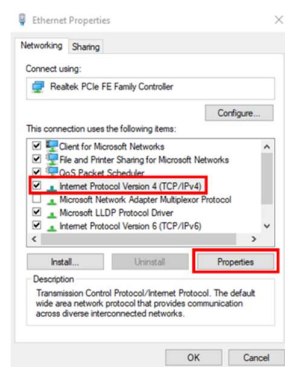 Ethernet Properties
Networking
Sharing
Connect using:
Realtek PCIe FE Family Controller
Configure...
This connection uses the following items:
Client for Microsoft Networks
File and Printer Sharing for Microsoft Networks
QoS Packet Scheduler
Internet Protocol Version 4 (TCP/IPv4)
Microsoft Network Adapter Multiplexor Protocol
Microsoft LLDP Protocol Driver
Internet Protocol Version 6 (TCP/IPv6)
Install...
Uninstall
Properties
Description
Transmission Control Protocol/Internet Protocol. The default
wide area network protocol that provides communication
across diverse interconnected networks.
OK
Cancel